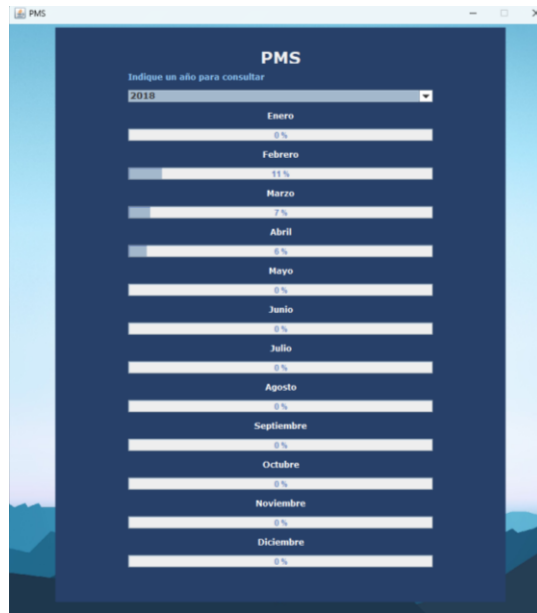 PMS
PMS
Indique un año para consultar
2018
Enero
0 %
Febrero
11 %
Marzo
7 %
Abril
6 %
Mayo
0 %
Junio
0 %
Julio
0 %
Agosto
0 %
Septiembre
0 %
Octubre
0 %
Noviembre
0 %
Diciembre
0 %